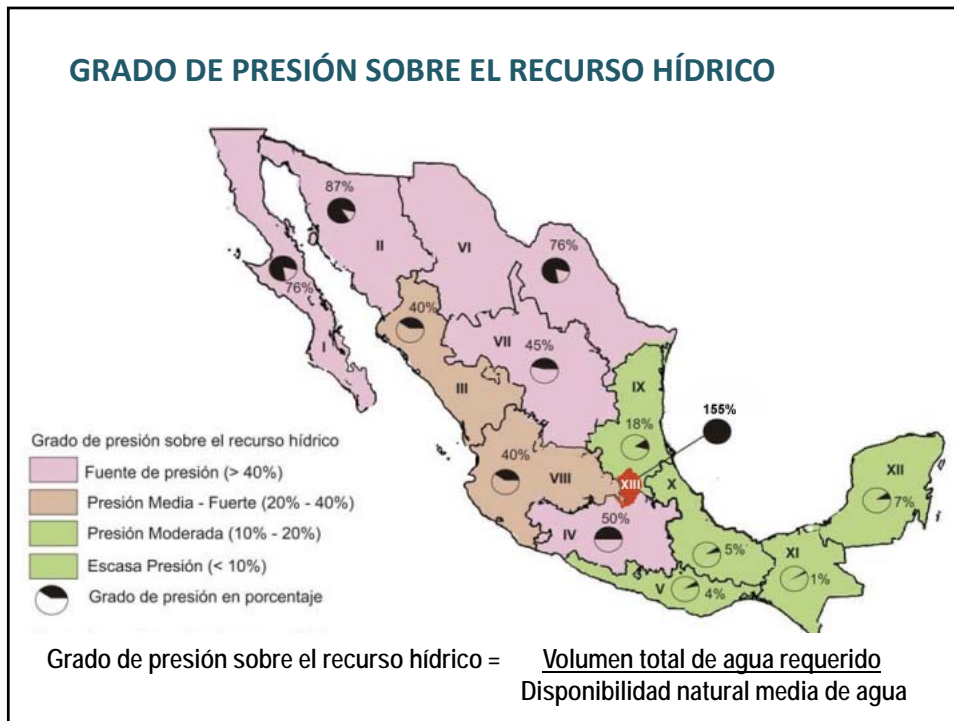 GRADO DE PRESIÓN SOBRE EL RECURSO HÍDRICO
87%
II
VI
76%
76%
I
40%
III
VII
45%
IX
18%
155%
40%
VIII
XIII
X
XII
7%
50%
IV
5%
XI
1%
V
4%
Grado de presión sobre el recurso hídrico
Fuente de presión (> 40%)
Presión Media - Fuerte (20% - 40%)
Presión Moderada (10% - 20%)
Escasa Presión (< 10%)
Grado de presión en porcentaje
Grado de presión sobre el recurso hídrico = Volumen total de agua requerido
Disponibilidad natural media de agua